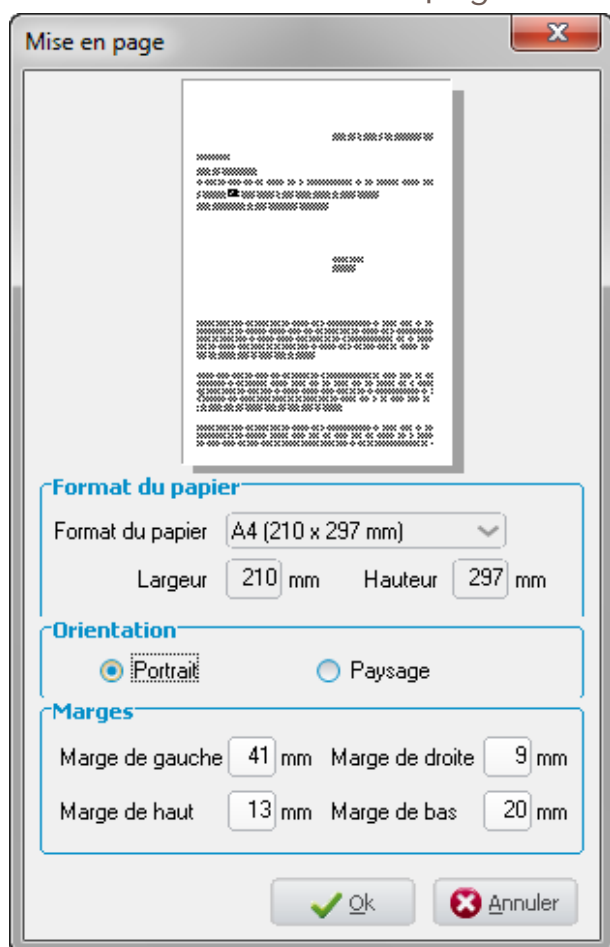 Mise en page
Format du papier
Format du papier A4 (210 x 297 mm)
Largeur 210 mm Hauteur 297 mm
Orientation
Portrait Paysage
Marges
Marge de gauche 41 mm Marge de droite 9 mm
Marge de haut 13 mm Marge de bas 20 mm
Ok Annuler